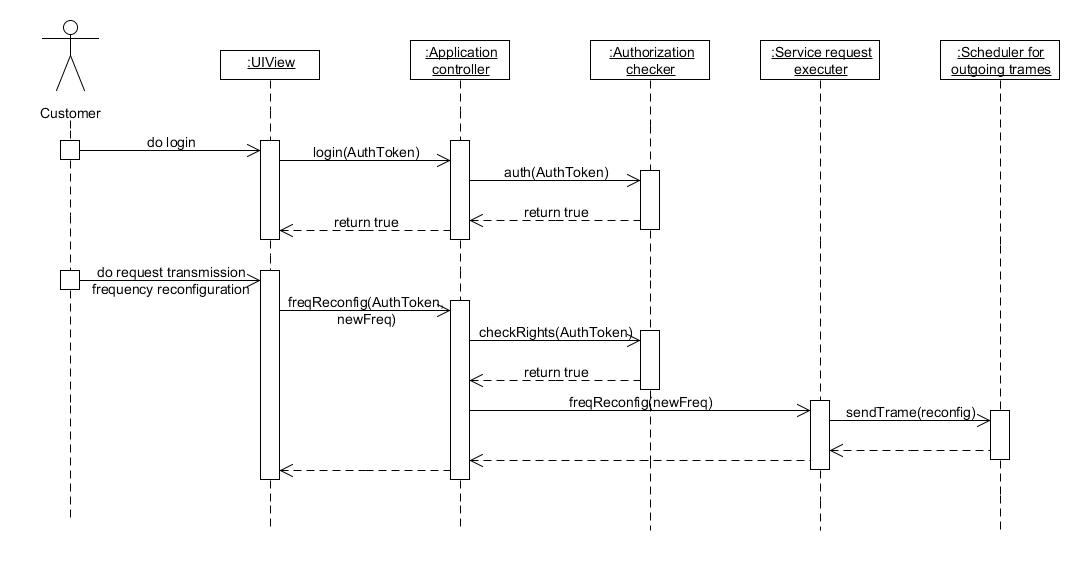 Customer
:UIView
:Application
controller
:Authorization
checker
:Service request
executer
:Scheduler for
outgoing trames
do login
login(AuthToken)
auth(AuthToken)
return true
return true
do request transmission
frequency reconfiguration
freqReconfig(AuthToken,
newFreq)
checkRights(AuthToken)
return true
freqReconfig(newFreq)
sendTrame(reconfig)